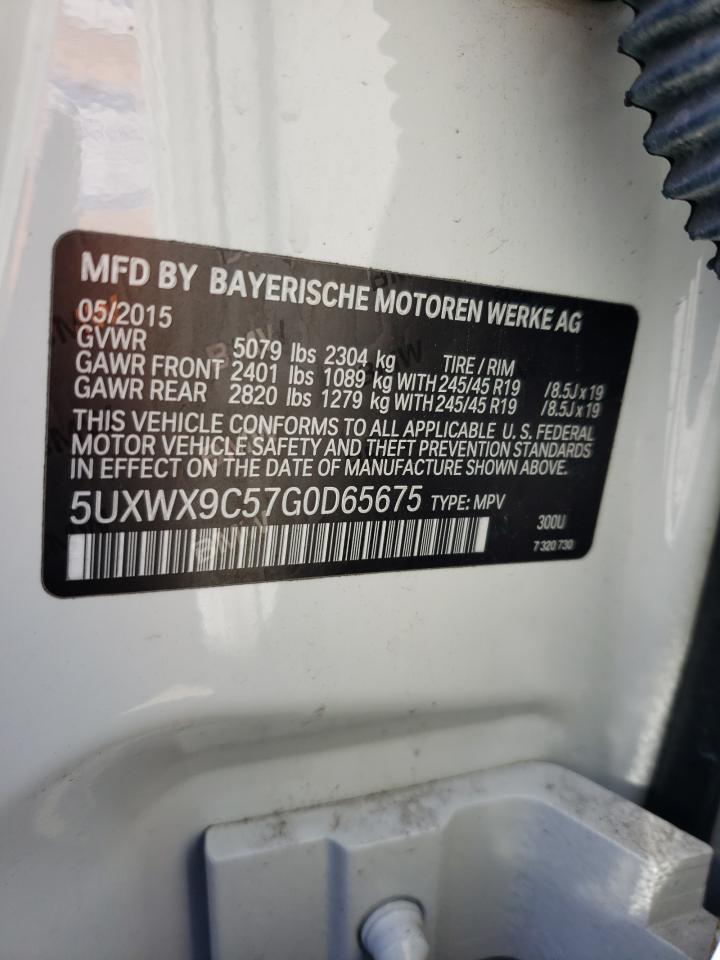 MFD BY BAYERISCHE MOTOREN WERKE AG
05/2015
GVWR 5079 lbs 2304 kg TIRE / RIM
GAWR FRONT 2401 lbs 1089 kg WITH 245/45 R19 /8.5J x 19
GAWR REAR 2820 lbs 1279 kg WITH 245/45 R19 /8.5J x 19
THIS VEHICLE CONFORMS TO ALL APPLICABLE U.S. FEDERAL
MOTOR VEHICLE SAFETY AND THEFT PREVENTION STANDARDS
IN EFFECT ON THE DATE OF MANUFACTURE SHOWN ABOVE.
5UXWX9C57G0D65675 TYPE: MPV
300U
7 320 730